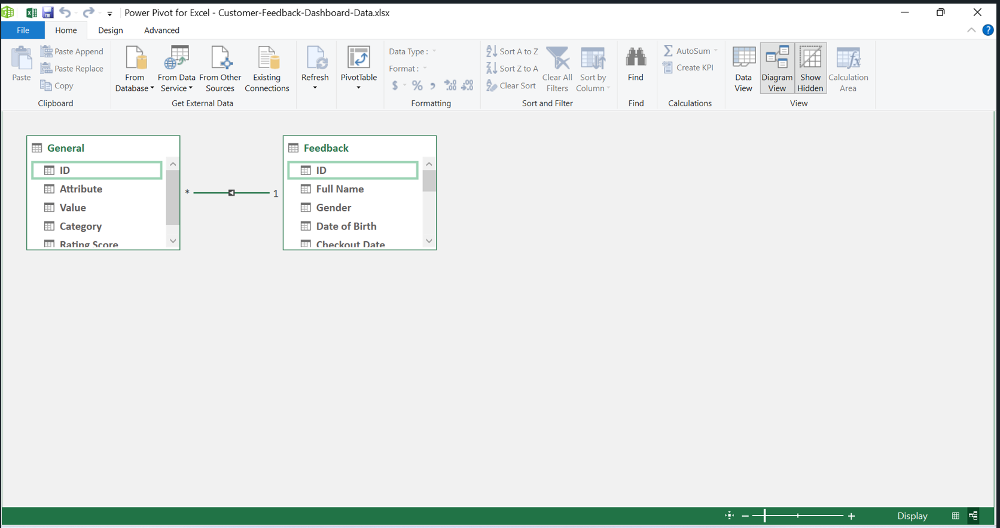 Power Pivot for Excel - Customer-Feedback-Dashboard-Data.xlsx
File Home Design Advanced
Paste
Paste Append
Paste Replace
Copy
Clipboard
From Database
From Data Service
From Other Sources
Existing Connections
Get External Data
Refresh
PivotTable
Data Type :
Format :
$ % , .00 .00
Formatting
Sort A to Z
Sort Z to A
Clear Sort
Clear All Filters
Sort by Column
Sort and Filter
Find
Find
AutoSum
Create KPI
Calculations
Data View
Diagram View
Show Hidden
Calculation Area
View
General
ID
Attribute
Value
Category
Rating Score
* 1
Feedback
ID
Full Name
Gender
Date of Birth
Checkout Date
Display